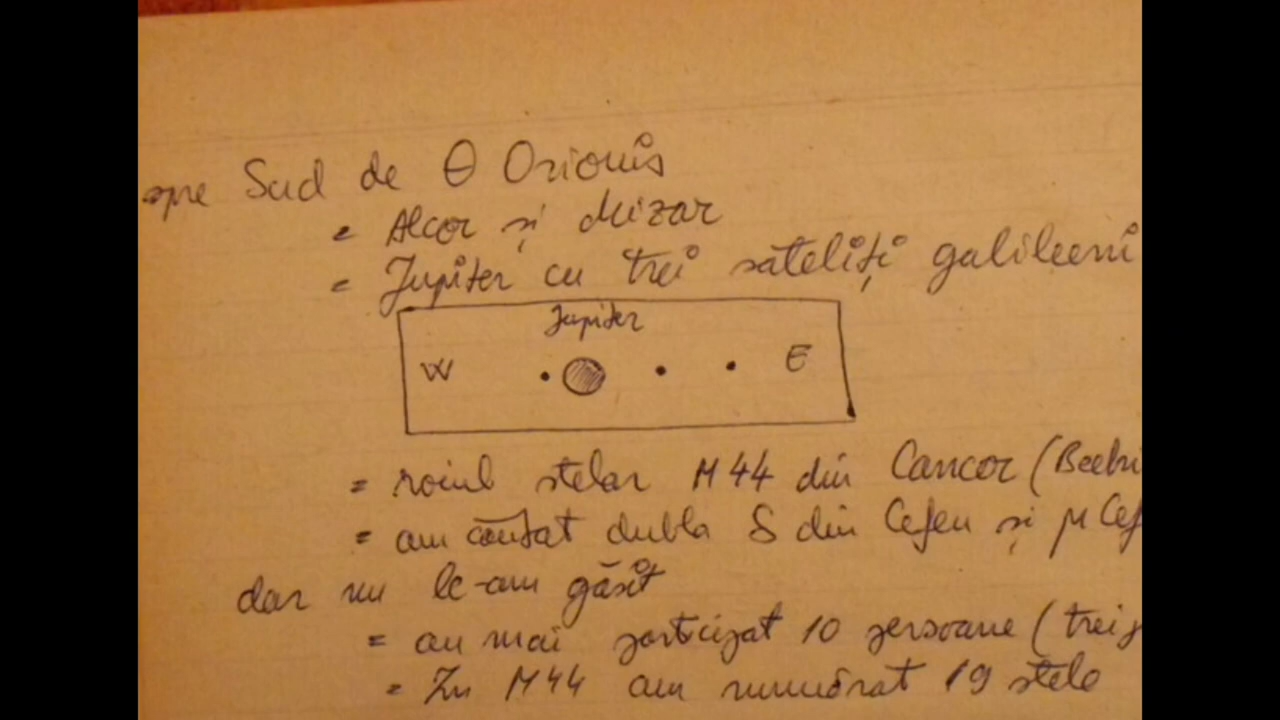 spre Sud de θ Orionis
= Alcor și Mizar
= Jupiter cu trei sateliți galileeni
Jupiter
W E
= roiul stelar M44 din Cancor (Beehi
= am căutat dubla δ din Cefeu și μ Cef
dar nu le-am găsit
= au mai participat 10 persoane (trei
= În M44 am numărat 19 stele